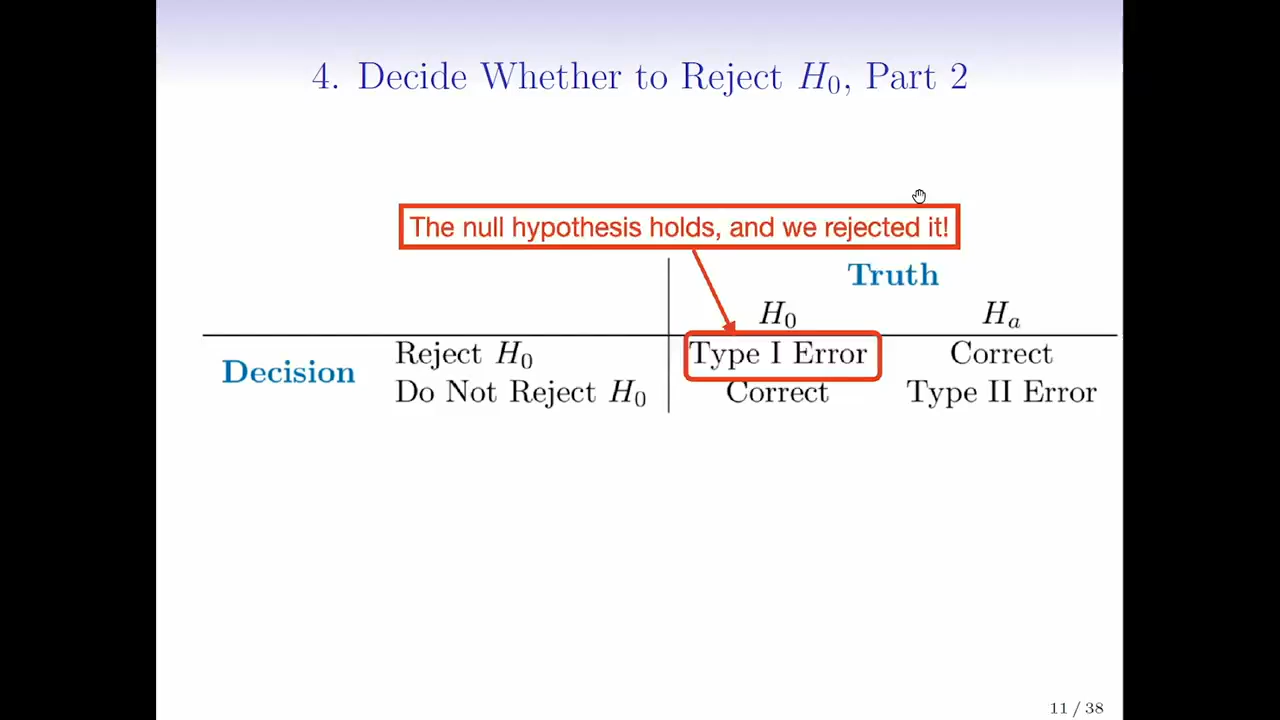 4. Decide Whether to Reject H₀, Part 2
The null hypothesis holds, and we rejected it!
Truth
H₀ Hₐ
Decision
Reject H₀ Type I Error Correct
Do Not Reject H₀ Correct Type II Error
11 / 38